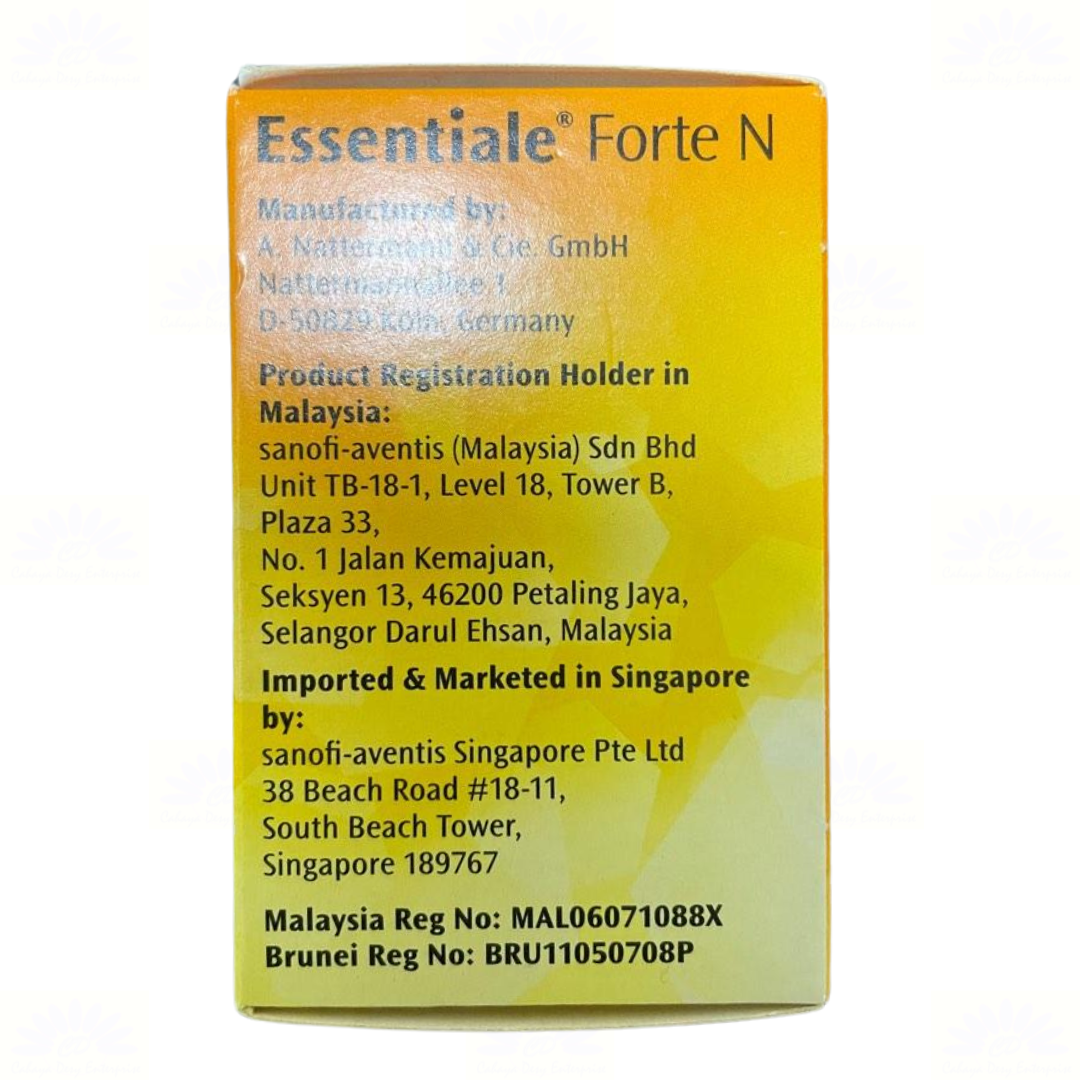 Essentiale® Forte N
Manufactured by:
A. Nattermann & Cie. GmbH
Nattermannallee 1
D-50829 Köln, Germany
Product Registration Holder in
Malaysia:
sanofi-aventis (Malaysia) Sdn Bhd
Unit TB-18-1, Level 18, Tower B,
Plaza 33,
No. 1 Jalan Kemajuan,
Seksyen 13, 46200 Petaling Jaya,
Selangor Darul Ehsan, Malaysia
Imported & Marketed in Singapore
by:
sanofi-aventis Singapore Pte Ltd
38 Beach Road #18-11,
South Beach Tower,
Singapore 189767
Malaysia Reg No: MAL06071088X
Brunei Reg No: BRU11050708P